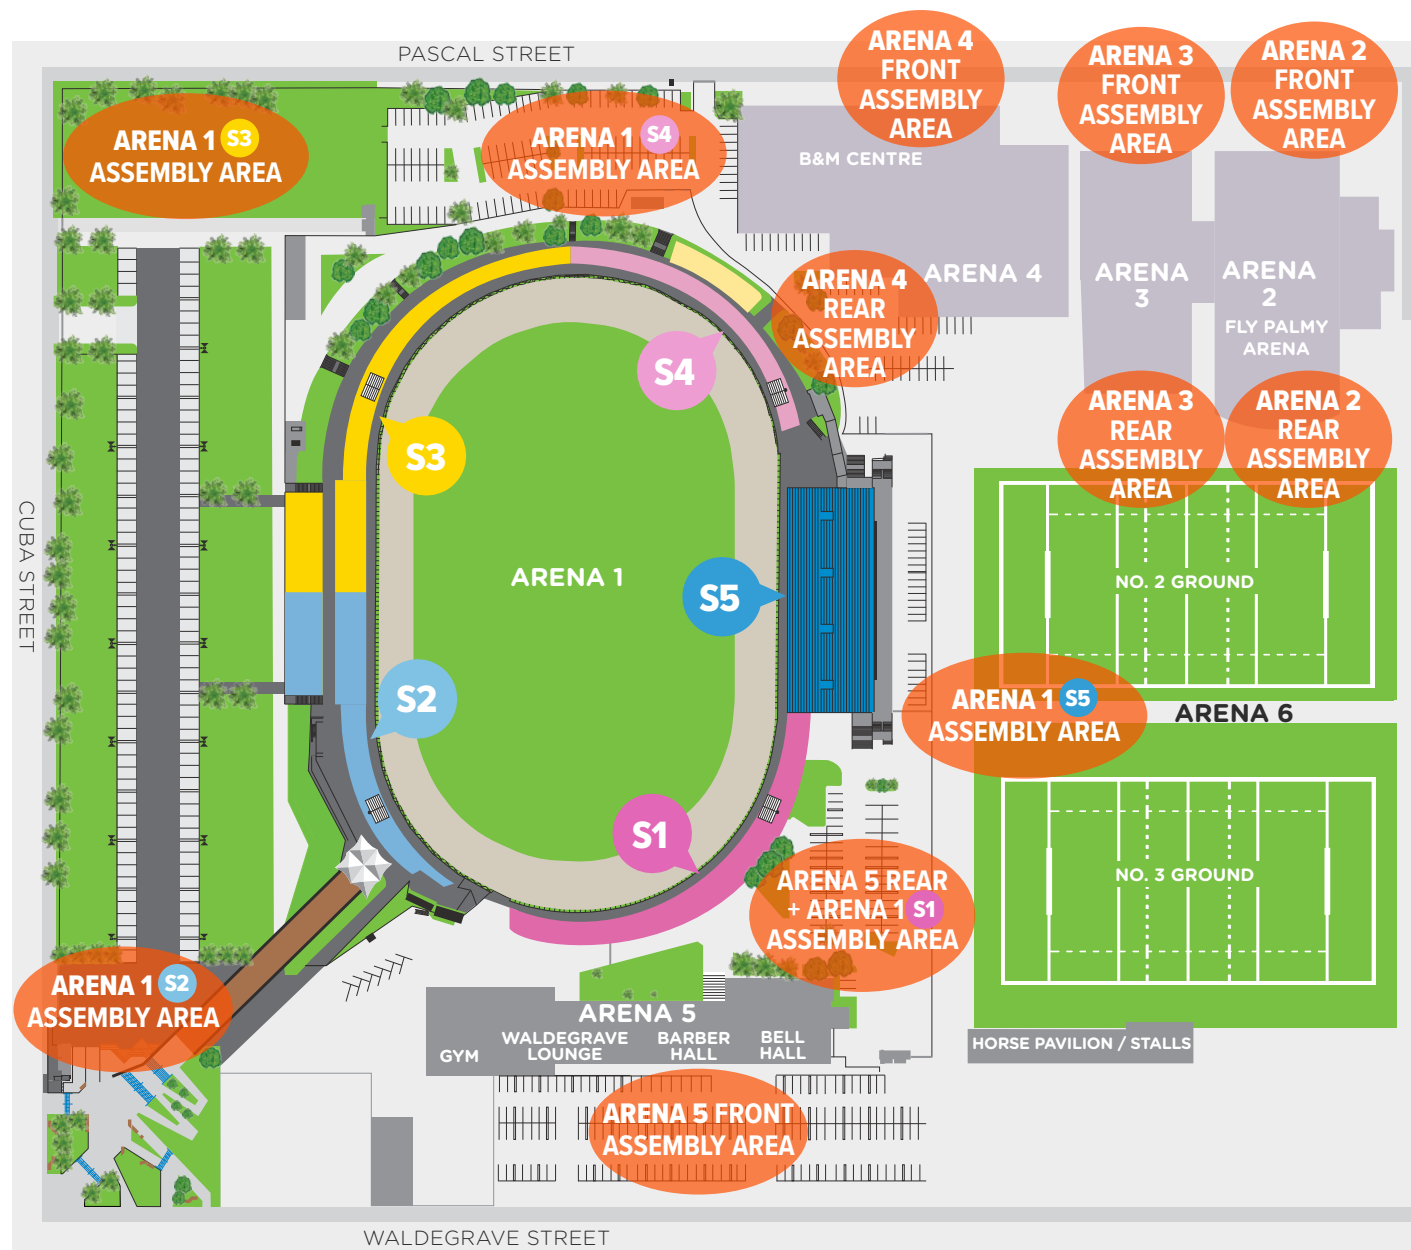 PASCAL STREET
ARENA 4
FRONT
ASSEMBLY
AREA
ARENA 3
FRONT
ASSEMBLY
AREA
ARENA 2
FRONT
ASSEMBLY
AREA
ARENA 1 S3
ASSEMBLY AREA
ARENA 1 S4
ASSEMBLY AREA
B&M CENTRE
ARENA 4
ARENA 3
ARENA 2
FLY PALMY
ARENA
ARENA 4
REAR
ASSEMBLY
AREA
S4
S3
ARENA 3
REAR
ASSEMBLY
AREA
ARENA 2
REAR
ASSEMBLY
AREA
CUBA STREET
ARENA 1
S5
NO. 2 GROUND
S2
ARENA 1 S5
ASSEMBLY AREA
ARENA 6
S1
NO. 3 GROUND
ARENA 5 REAR
+ ARENA 1 S1
ASSEMBLY AREA
ARENA 1 S2
ASSEMBLY AREA
ARENA 5
GYM
WALDEGRAVE
LOUNGE
BARBER
HALL
BELL
HALL
HORSE PAVILION / STALLS
ARENA 5 FRONT
ASSEMBLY AREA
WALDEGRAVE STREET